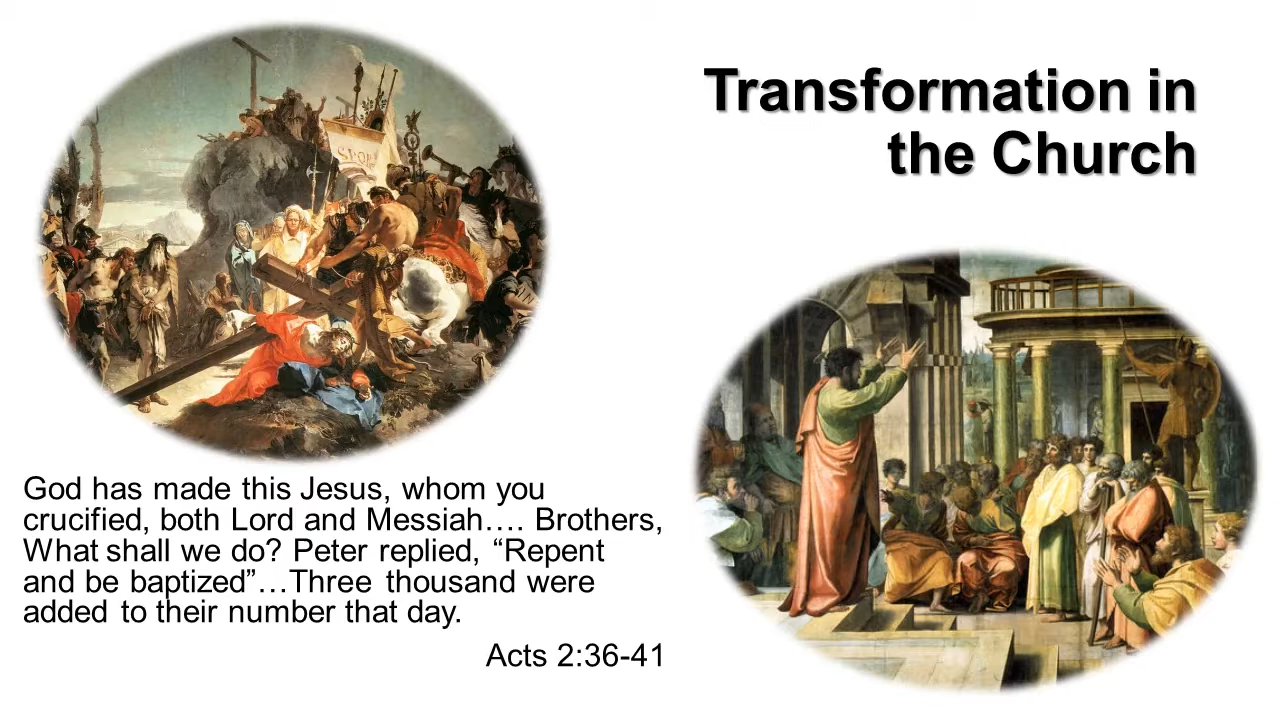 Transformation in
the Church
SPQR
God has made this Jesus, whom you
crucified, both Lord and Messiah…. Brothers,
What shall we do? Peter replied, “Repent
and be baptized”…Three thousand were
added to their number that day.
Acts 2:36-41